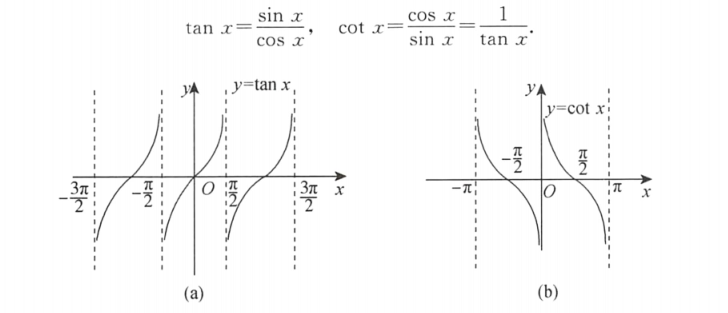 tan x = sin x / cos x, cot x = cos x / sin x = 1 / tan x.
y y=tan x
-3π/2 -π/2 O π/2 3π/2 x
(a)
y y=cot x
-π -π/2 O π/2 π x
(b)